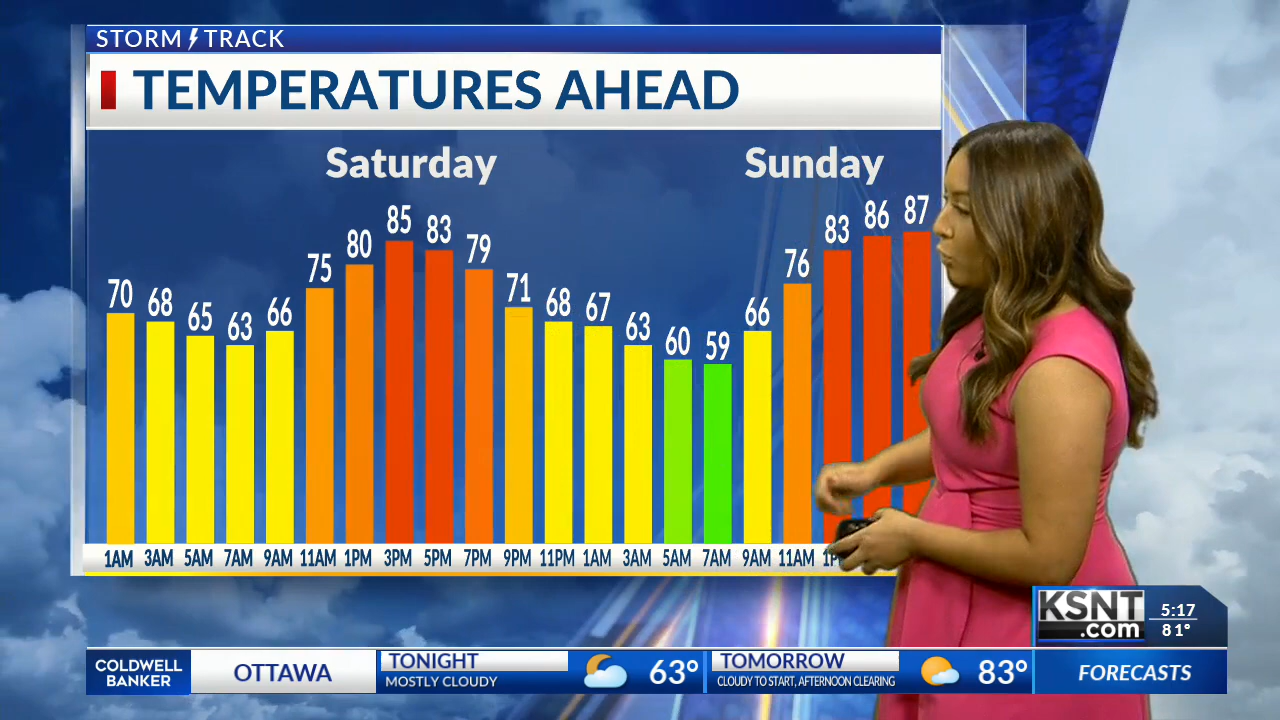 STORM TRACK
TEMPERATURES AHEAD
Saturday Sunday
70 68 65 63 66 75 80 85 83 79 71 68 67 63 60 59 66 76 83 86 87
1AM 3AM 5AM 7AM 9AM 11AM 1PM 3PM 5PM 7PM 9PM 11PM 1AM 3AM 5AM 7AM 9AM 11AM
KSNT
.com
5:17
81°
COLDWELL
BANKER
OTTAWA
TONIGHT
MOSTLY CLOUDY
63°
TOMORROW
CLOUDY TO START, AFTERNOON CLEARING
83°
FORECASTS